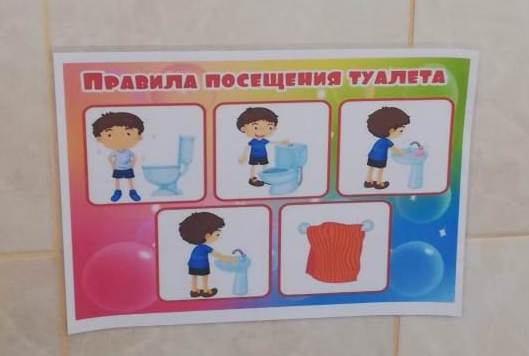 Правила посещения туалета